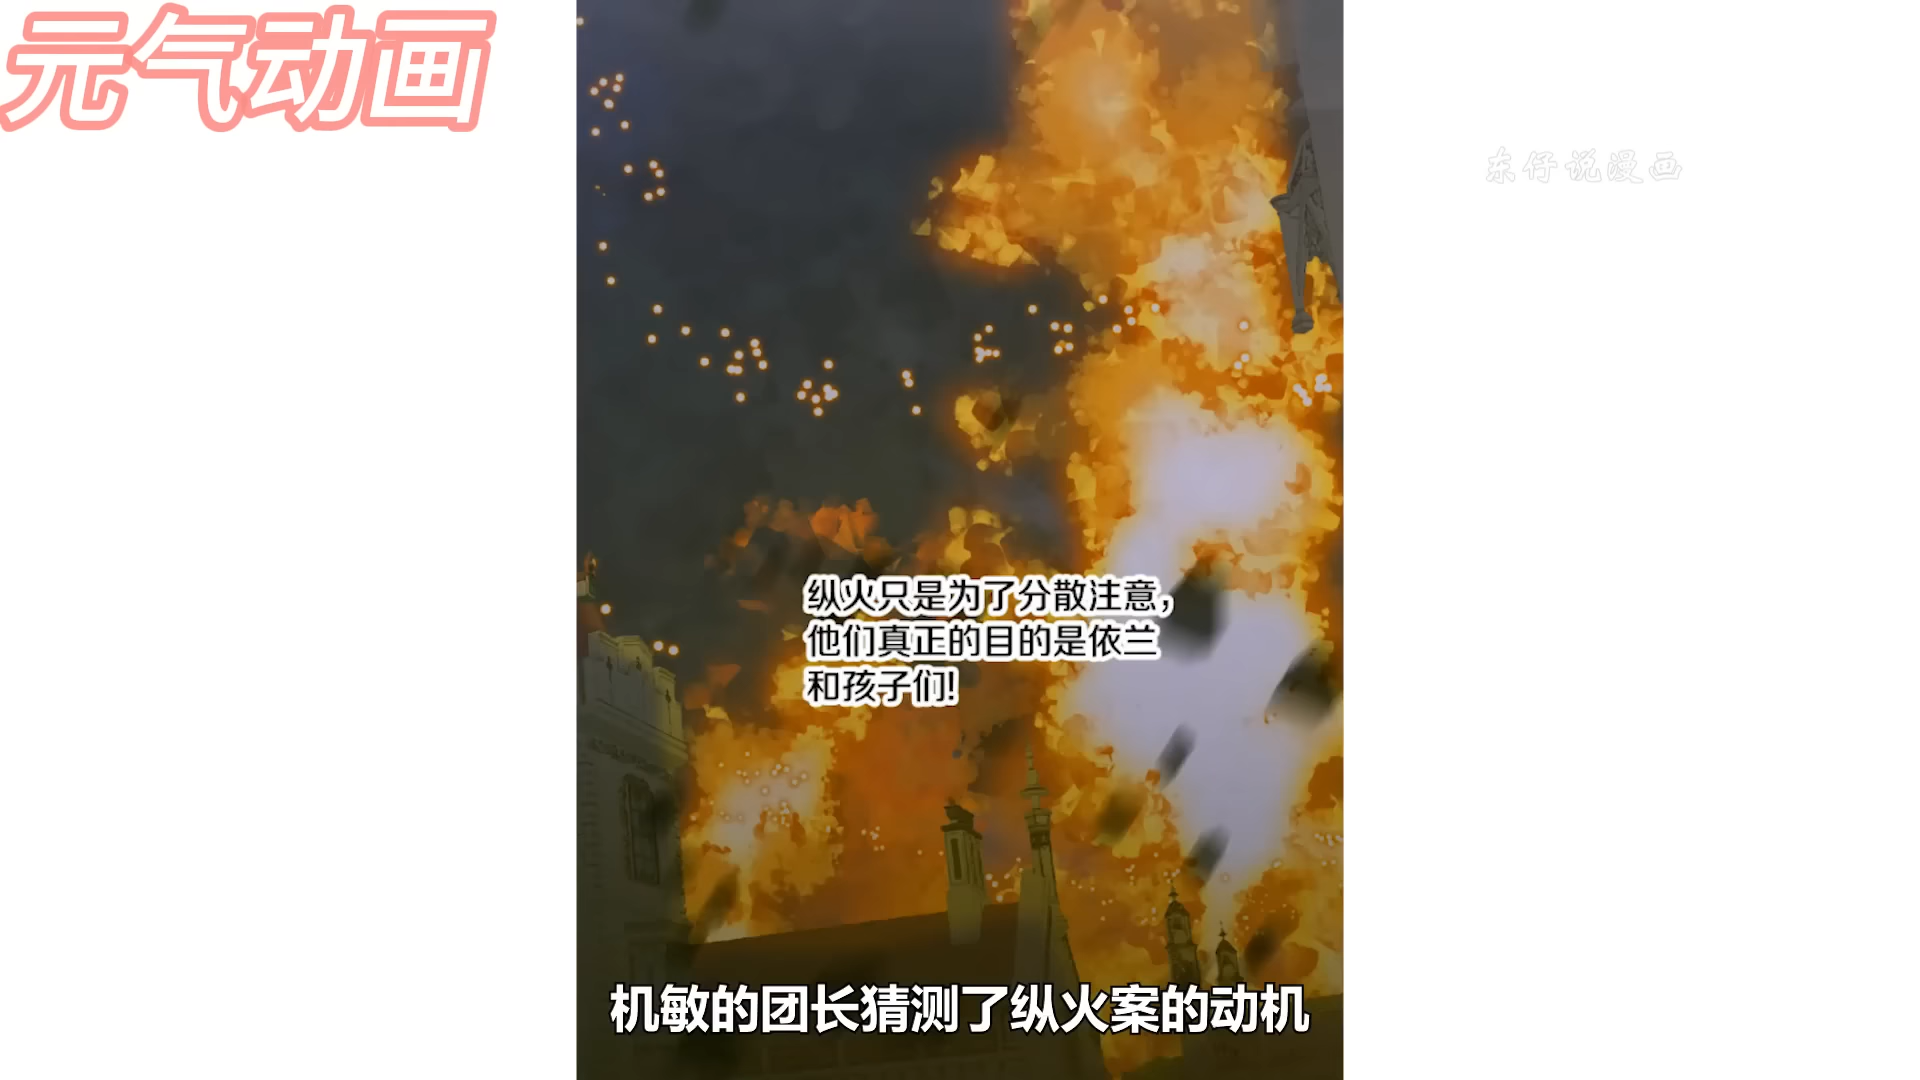 元气动画
东仔说漫画
纵火只是为了分散注意，
他们真正的目的是依兰
和孩子们!
机敏的团长猜测了纵火案的动机